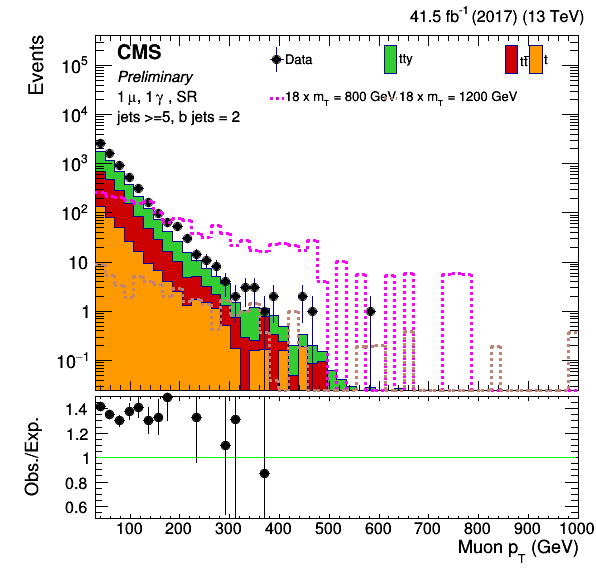 41.5 fb⁻¹ (2017) (13 TeV)
Events
CMS
Preliminary
1 μ, 1 γ , SR
jets >=5, b jets = 2
Data
ttγ
tt̄
t
18 x m_T = 800 GeV
18 x m_T = 1200 GeV
10⁵
10⁴
10³
10²
10
1
10⁻¹
Obs./Exp.
1.4
1.2
1
0.8
0.6
100 200 300 400 500 600 700 800 900 1000
Muon p_T (GeV)